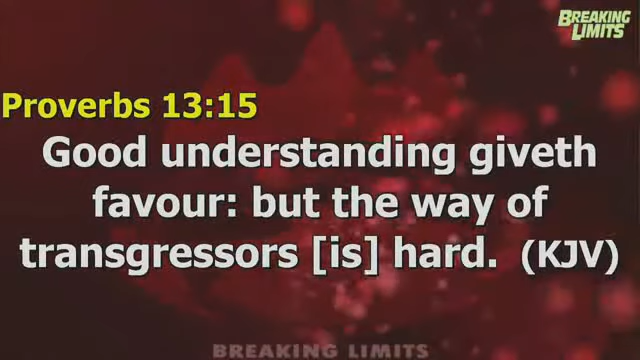 BREAKING
LIMITS
Proverbs 13:15
Good understanding giveth
favour: but the way of
transgressors [is] hard. (KJV)
BREAKING LIMITS